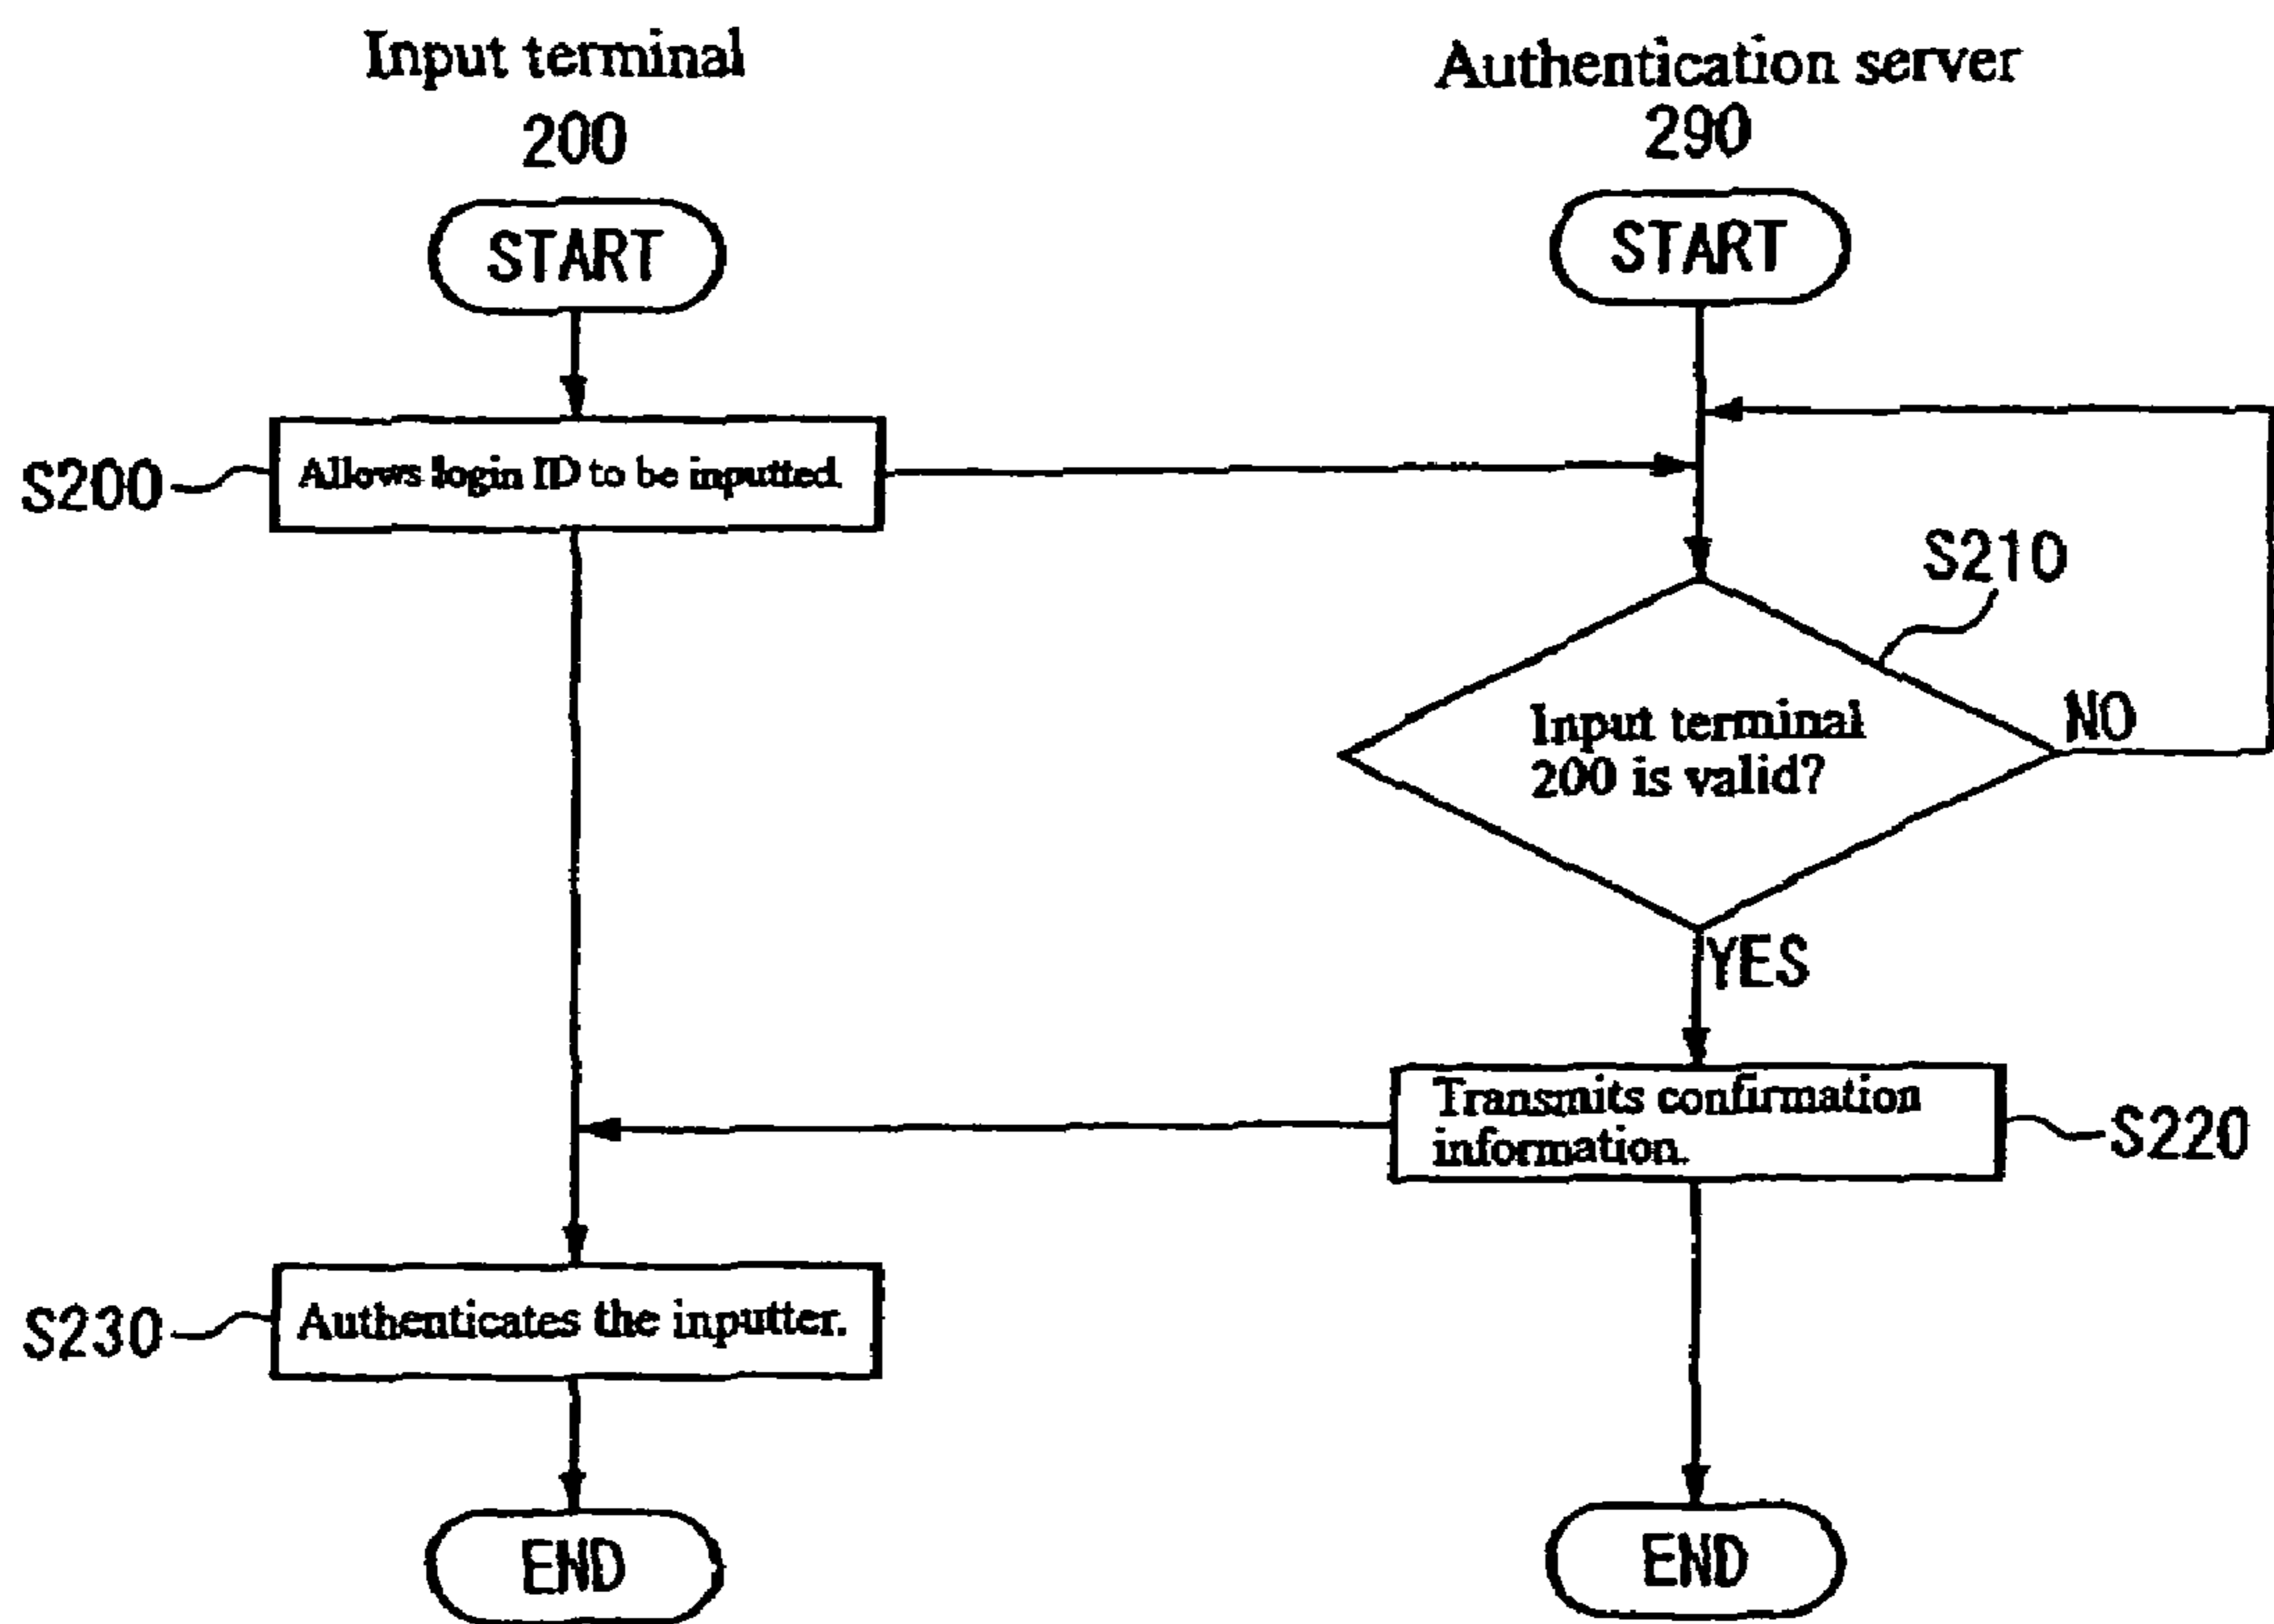 Input terminal
200
Authentication server
290
START
START
S200
Allows login ID to be inputted.
S210
Input terminal
200 is valid?
NO
YES
Transmits confirmation
information.
S220
S230
Authenticates the inputter.
END
END